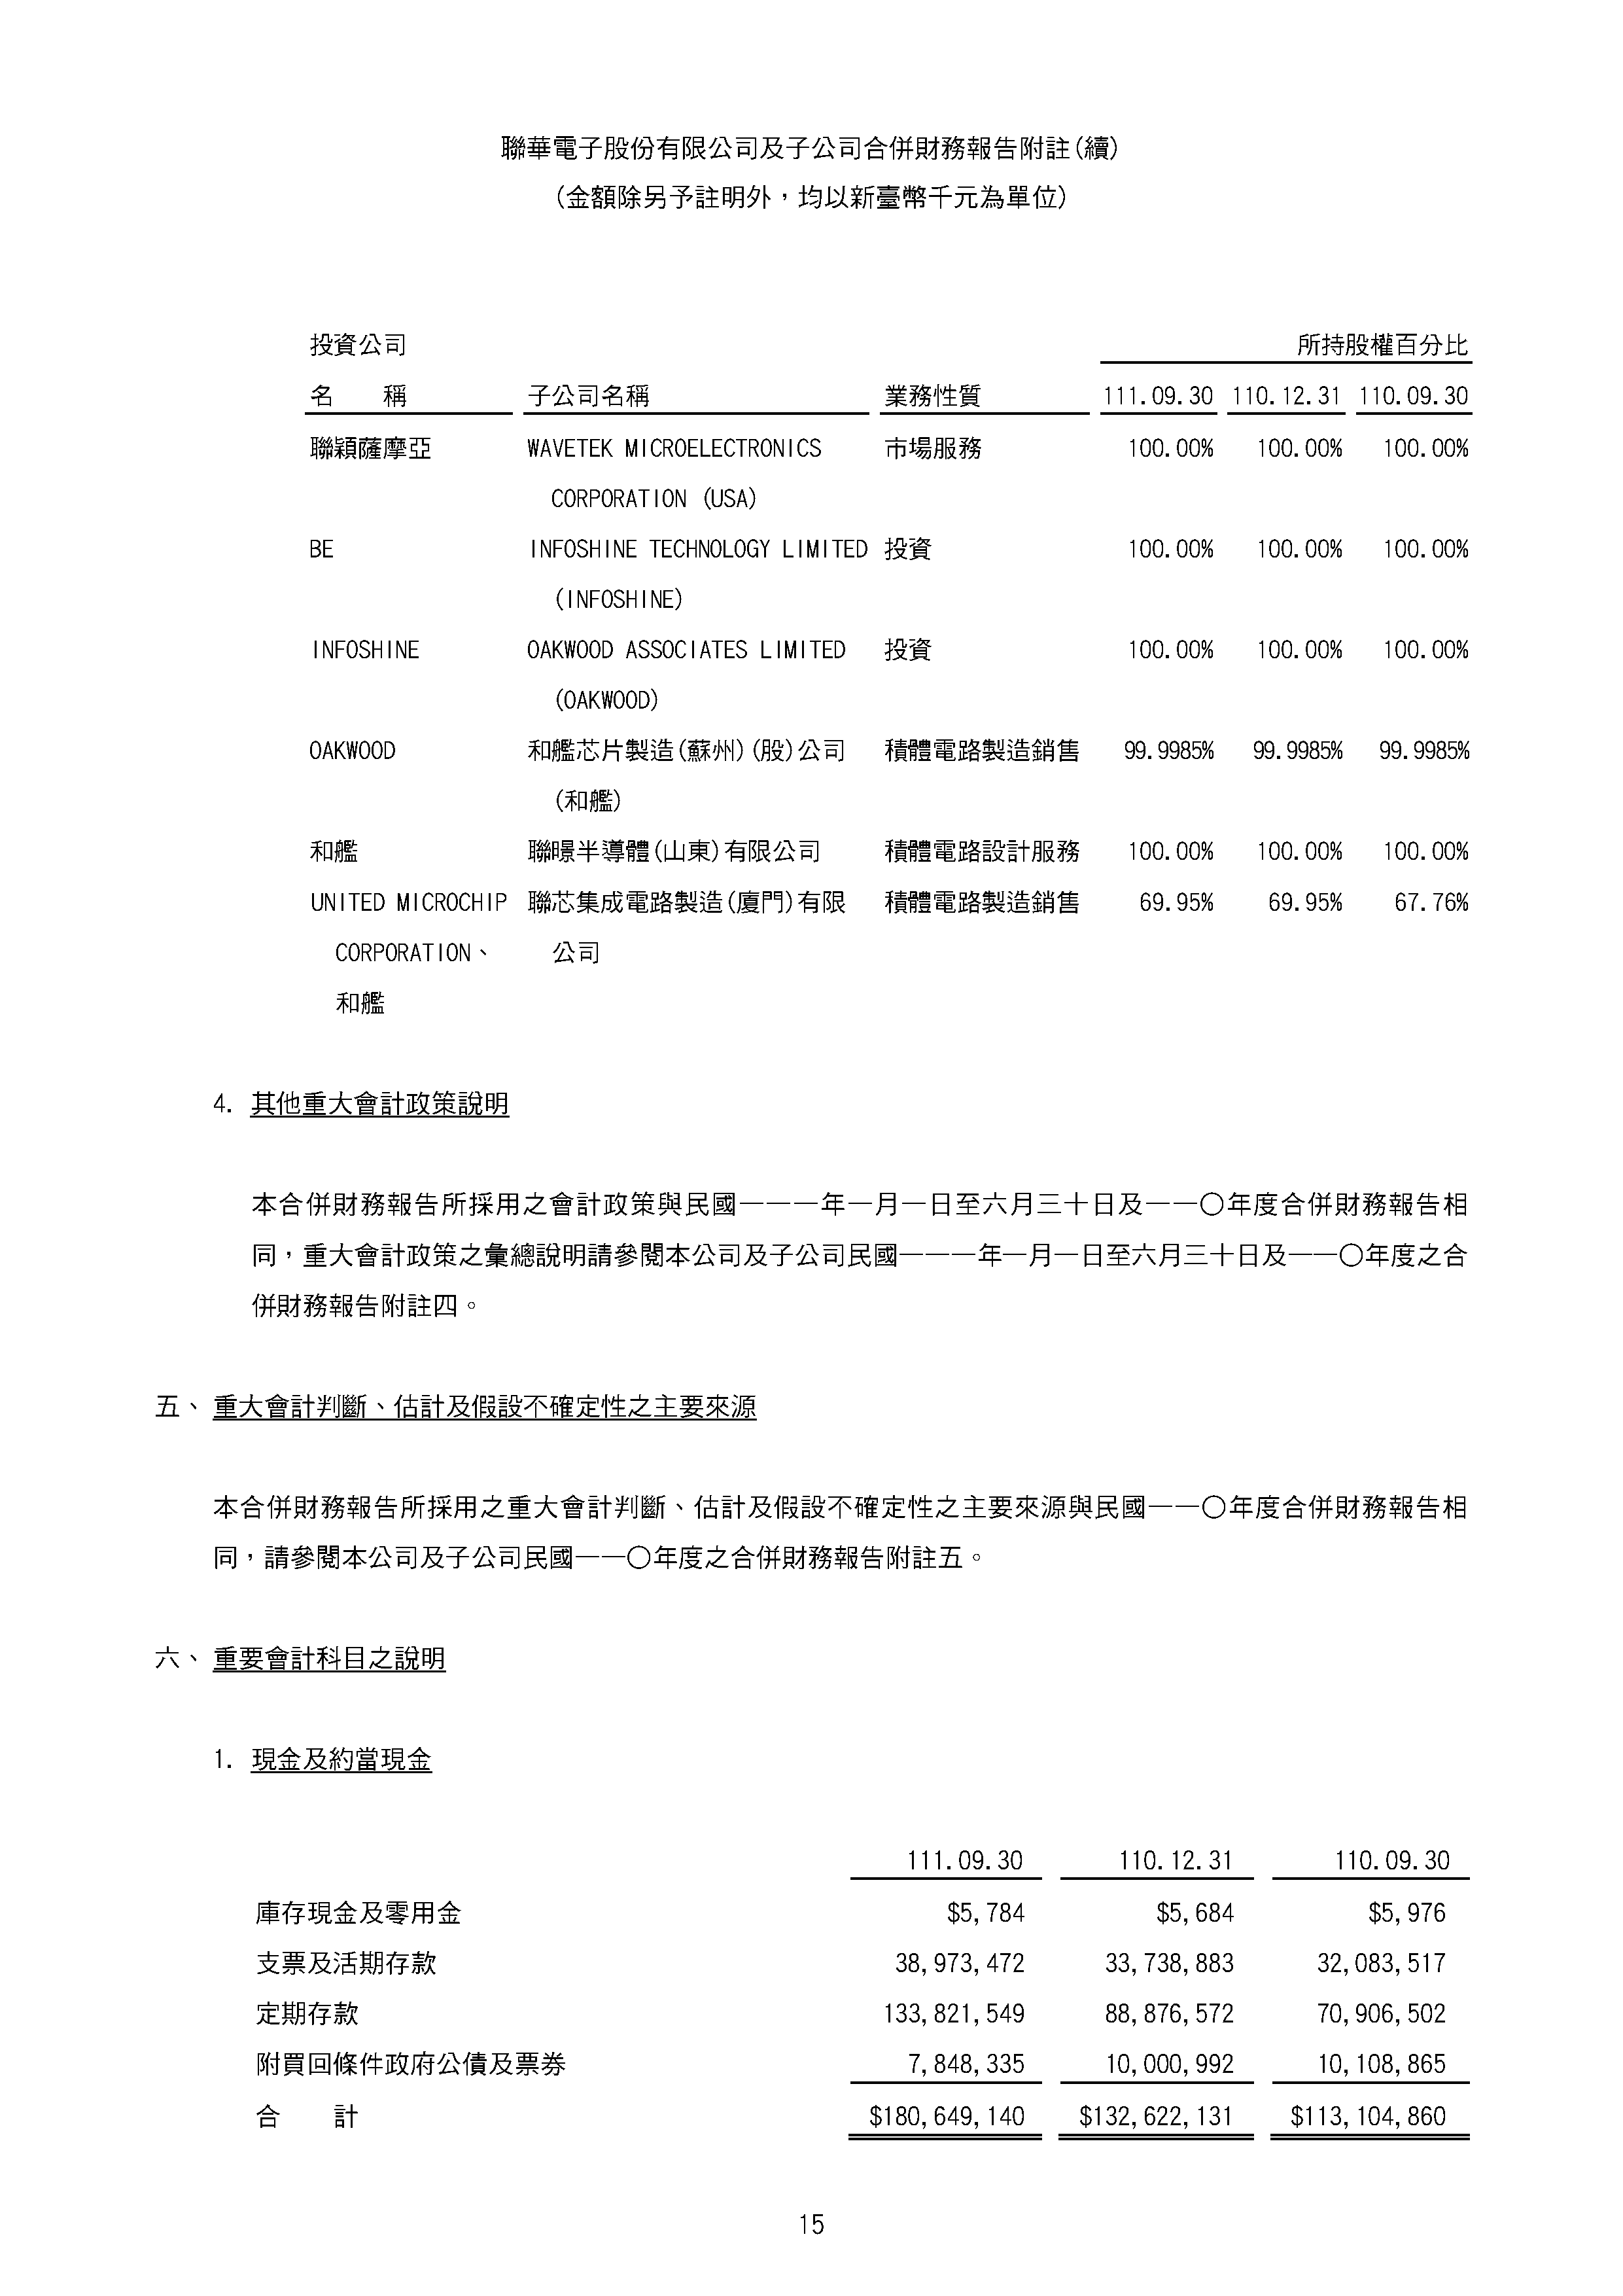 聯華電子股份有限公司及子公司合併財務報告附註(續)
(金額除另予註明外，均以新臺幣千元為單位)
投資公司 所持股權百分比
名　　稱 子公司名稱 業務性質 111.09.30 110.12.31 110.09.30
聯穎薩摩亞 WAVETEK MICROELECTRONICS 市場服務 100.00% 100.00% 100.00%
CORPORATION (USA)
BE INFOSHINE TECHNOLOGY LIMITED 投資 100.00% 100.00% 100.00%
(INFOSHINE)
INFOSHINE OAKWOOD ASSOCIATES LIMITED 投資 100.00% 100.00% 100.00%
(OAKWOOD)
OAKWOOD 和艦芯片製造(蘇州)(股)公司 積體電路製造銷售 99.9985% 99.9985% 99.9985%
(和艦)
和艦 聯暻半導體(山東)有限公司 積體電路設計服務 100.00% 100.00% 100.00%
UNITED MICROCHIP 聯芯集成電路製造(廈門)有限 積體電路製造銷售 69.95% 69.95% 67.76%
CORPORATION、 公司
和艦
4. 其他重大會計政策說明
本合併財務報告所採用之會計政策與民國一一一年一月一日至六月三十日及一一〇年度合併財務報告相
同，重大會計政策之彙總說明請參閱本公司及子公司民國一一一年一月一日至六月三十日及一一〇年度之合
併財務報告附註四。
五、重大會計判斷、估計及假設不確定性之主要來源
本合併財務報告所採用之重大會計判斷、估計及假設不確定性之主要來源與民國一一〇年度合併財務報告相
同，請參閱本公司及子公司民國一一〇年度之合併財務報告附註五。
六、重要會計科目之說明
1. 現金及約當現金
111.09.30 110.12.31 110.09.30
庫存現金及零用金 $5,784 $5,684 $5,976
支票及活期存款 38,973,472 33,738,883 32,083,517
定期存款 133,821,549 88,876,572 70,906,502
附買回條件政府公債及票券 7,848,335 10,000,992 10,108,865
合　　計 $180,649,140 $132,622,131 $113,104,860
15